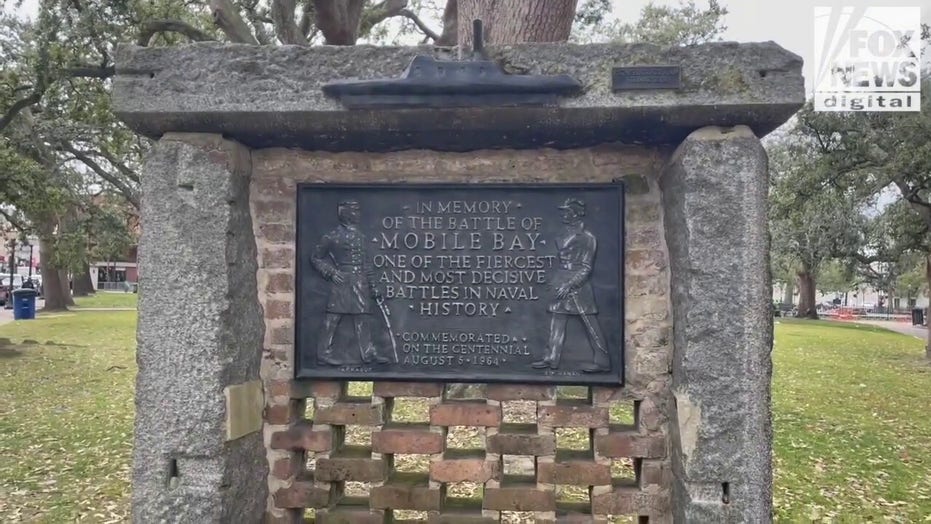 FOX
NEWS
digital
IN MEMORY
OF THE BATTLE OF
MOBILE BAY
ONE OF THE FIERCEST
AND MOST DECISIVE
BATTLES IN NAVAL
HISTORY
COMMEMORATED
ON THE CENTENNIAL
AUGUST 5 • 1964
FARRAGUT